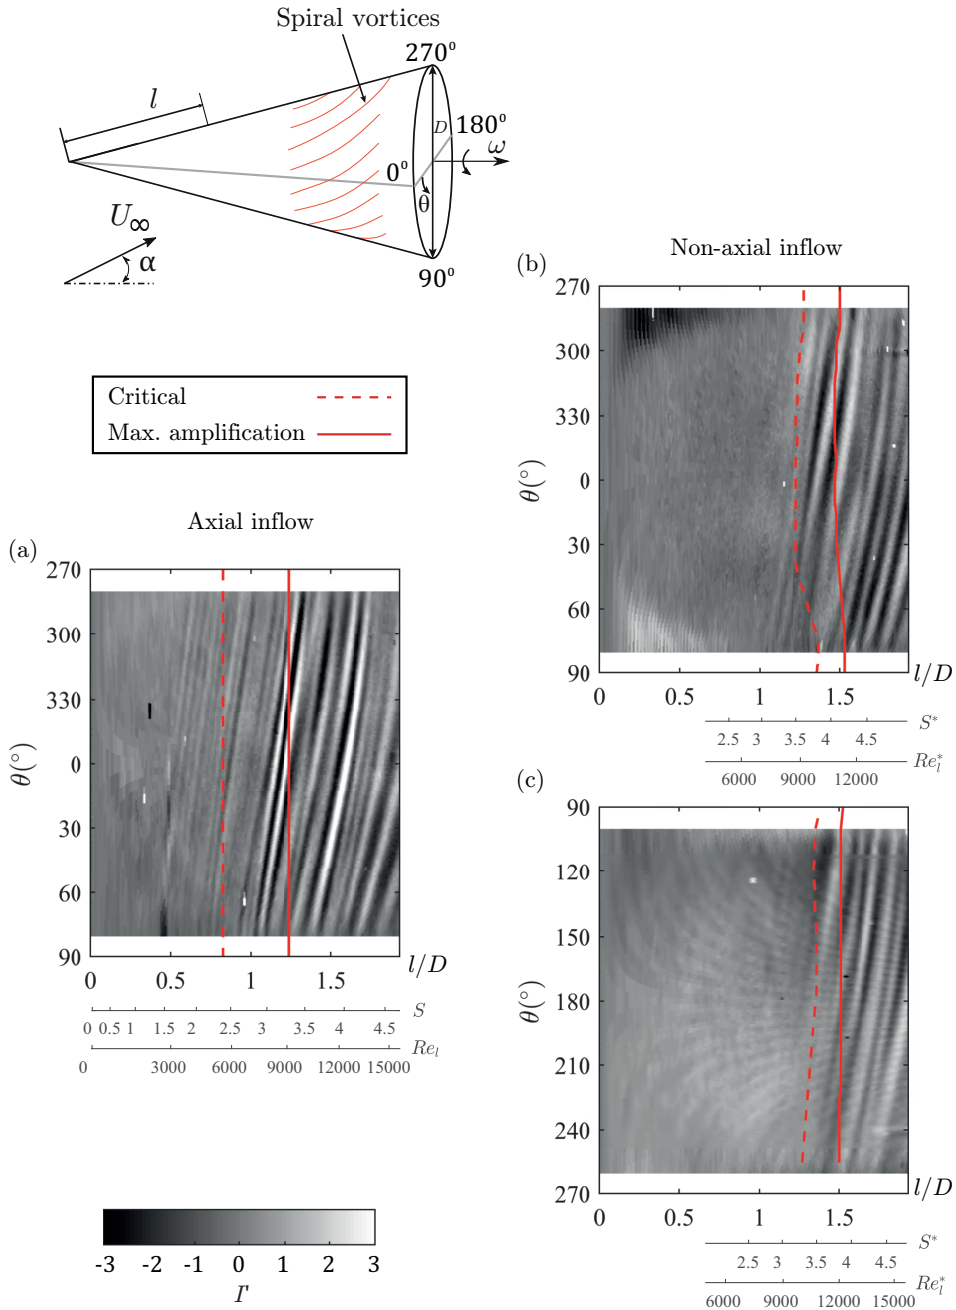 Spiral vortices
270°
l
D
180°
ω
0°
θ
U∞
α
90°
Non-axial inflow
(b)
270
300
330
0
30
60
90
θ(°)
0 0.5 1 1.5
l/D
2.5 3 3.5 4 4.5 S*
6000 9000 12000 Re*l
Critical
Max. amplification
Axial inflow
(a)
270
300
330
0
30
60
90
θ(°)
0 0.5 1 1.5
l/D
0 0.5 1 1.5 2 2.5 3 3.5 4 4.5 S
0 3000 6000 9000 12000 15000 Rel
(c)
90
120
150
180
210
240
270
θ(°)
0 0.5 1 1.5
l/D
2.5 3 3.5 4 4.5 S*
6000 9000 12000 15000 Re*l
-3 -2 -1 0 1 2 3
I'